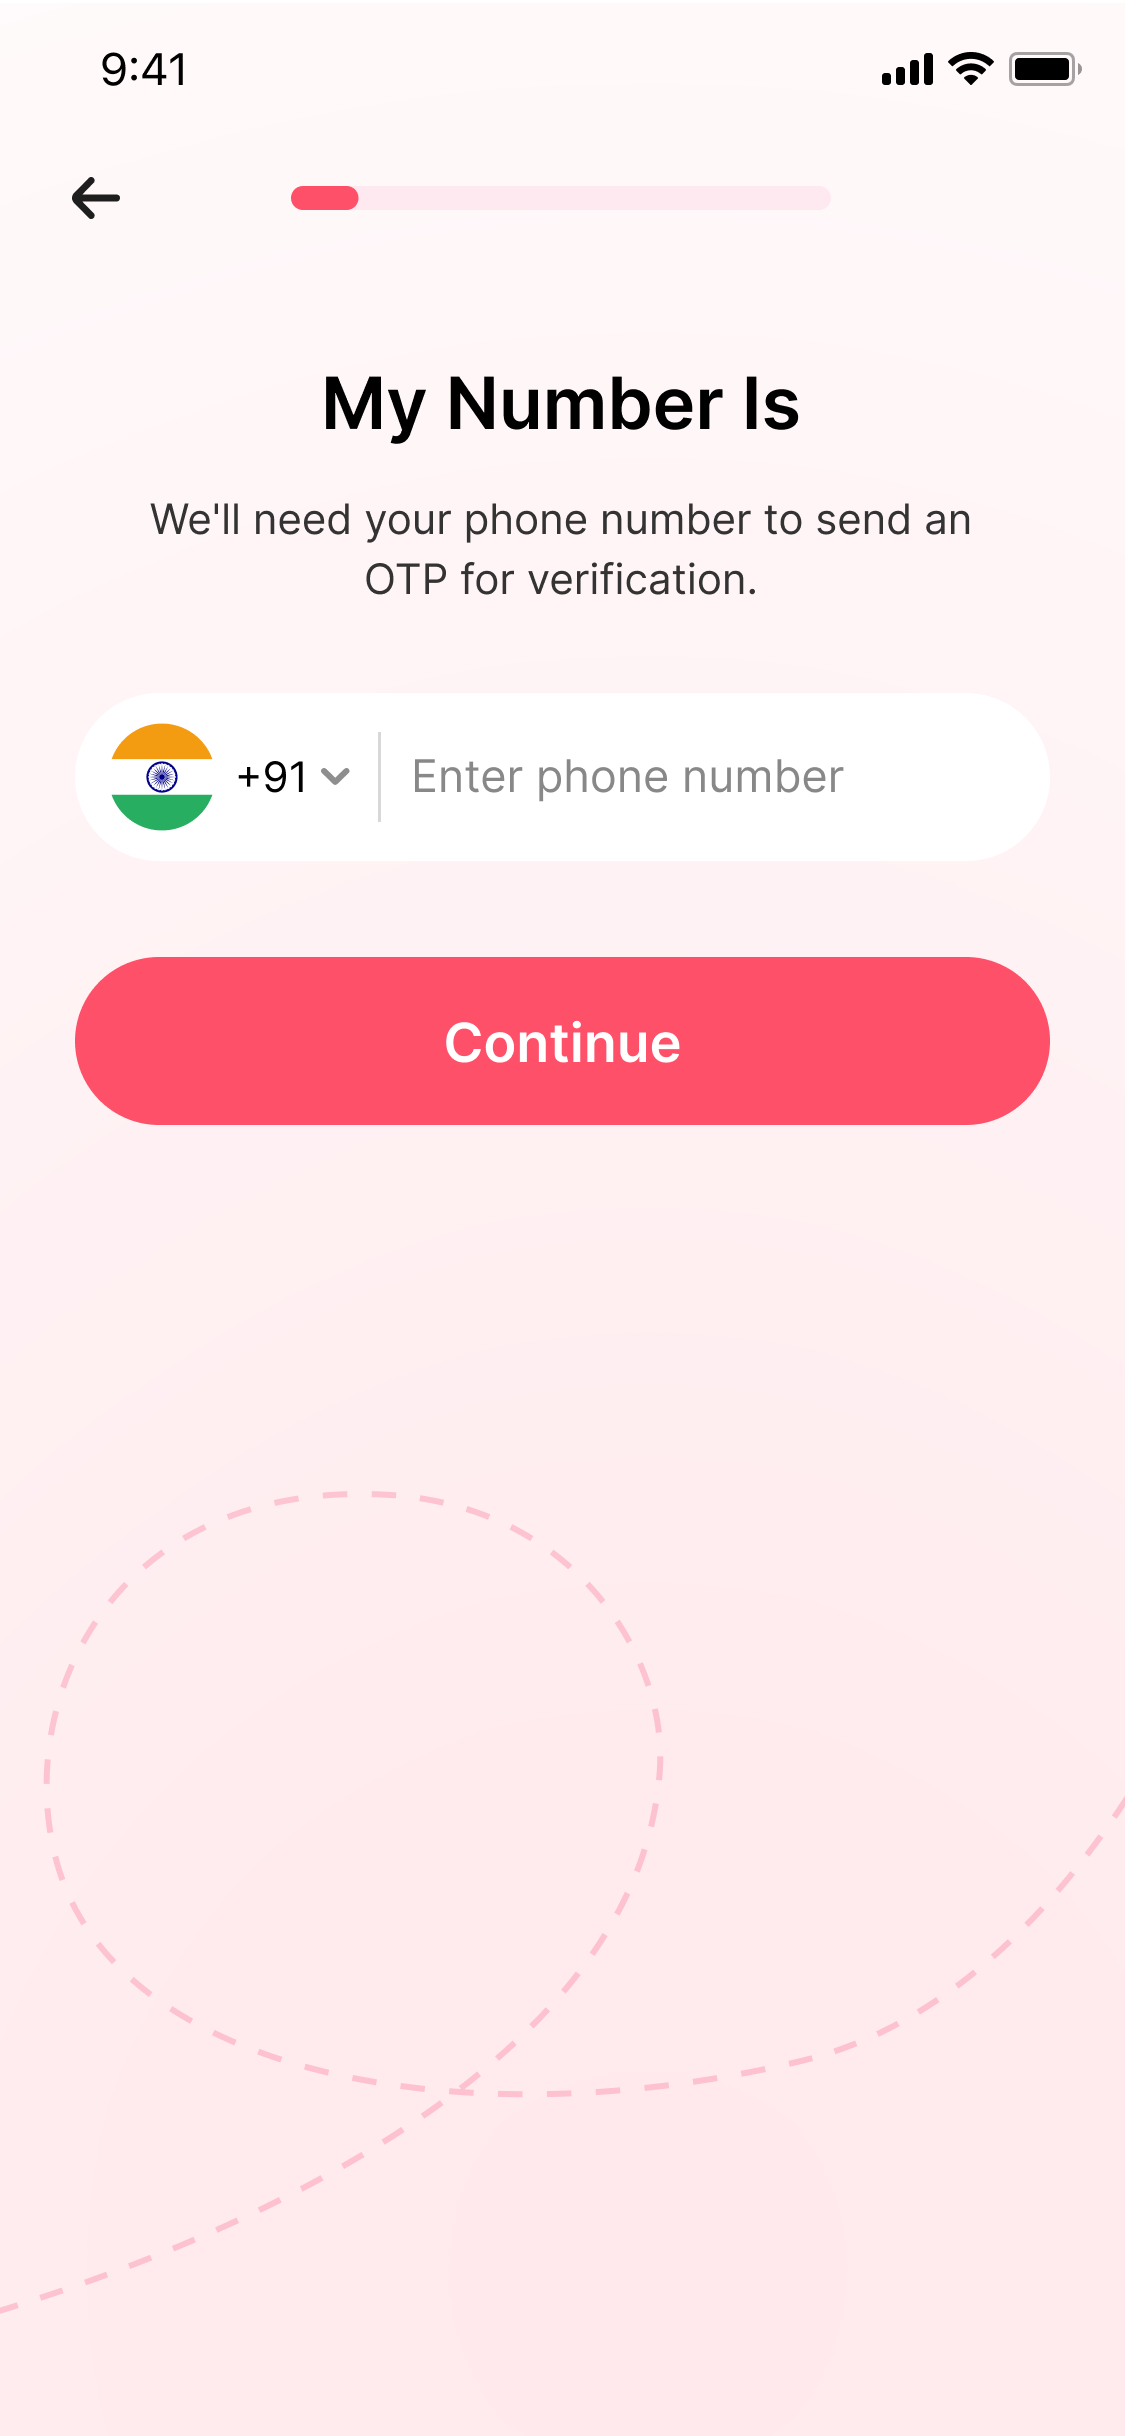 9:41
My Number Is
We'll need your phone number to send an
OTP for verification.
+91 Enter phone number
Continue